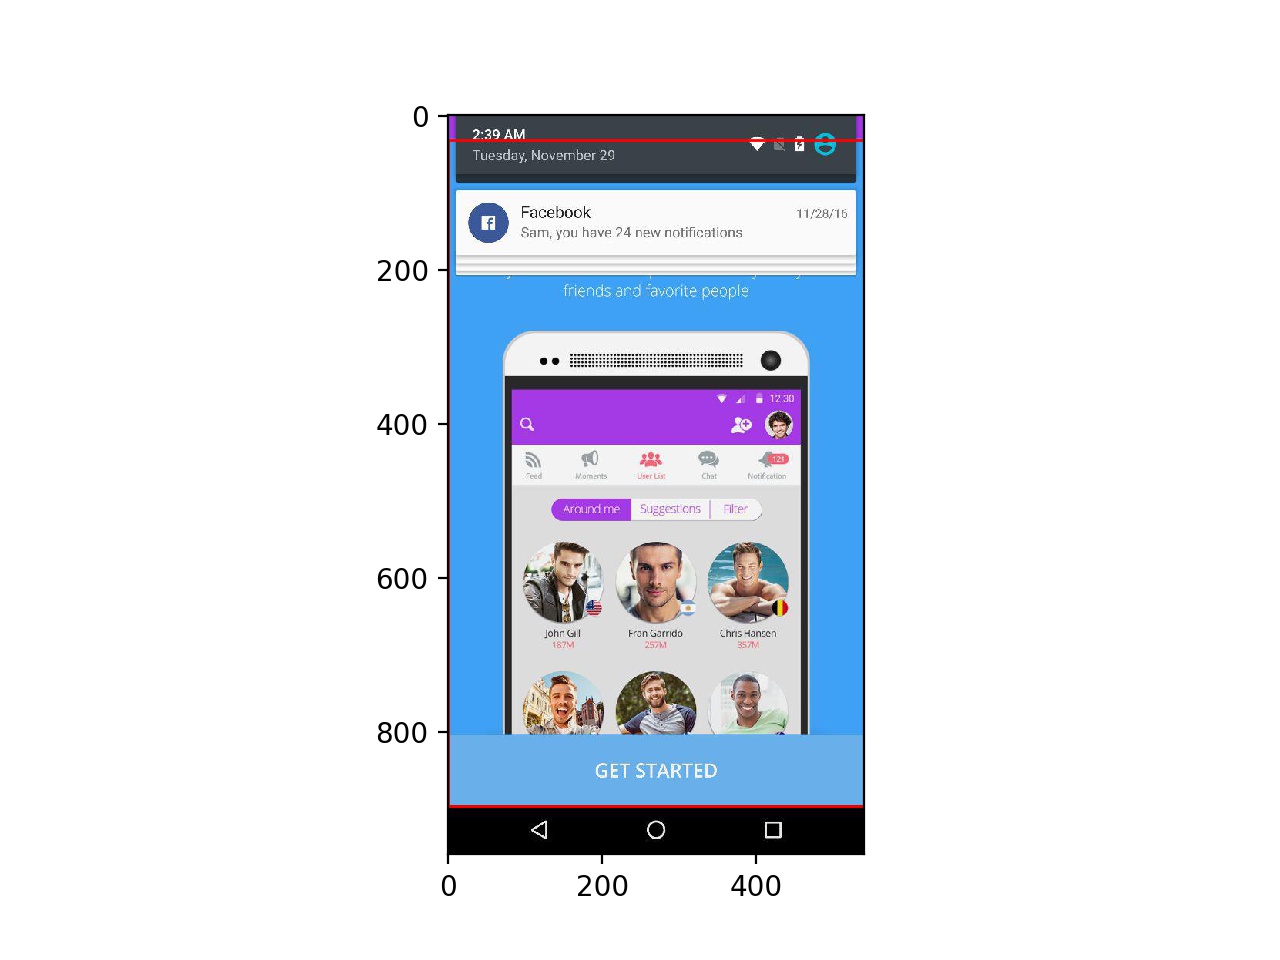 0
2:39 AM
Tuesday, November 29
Facebook
11/28/16
Sam, you have 24 new notifications
200
friends and favorite people
12:30
400
Feed
Moments
User List
Chat
Notification
121
Around me
Suggestions
Filter
600
John Gill
Fran Garrido
Chris Hansen
187M
257M
357M
800
GET STARTED
0
200
400